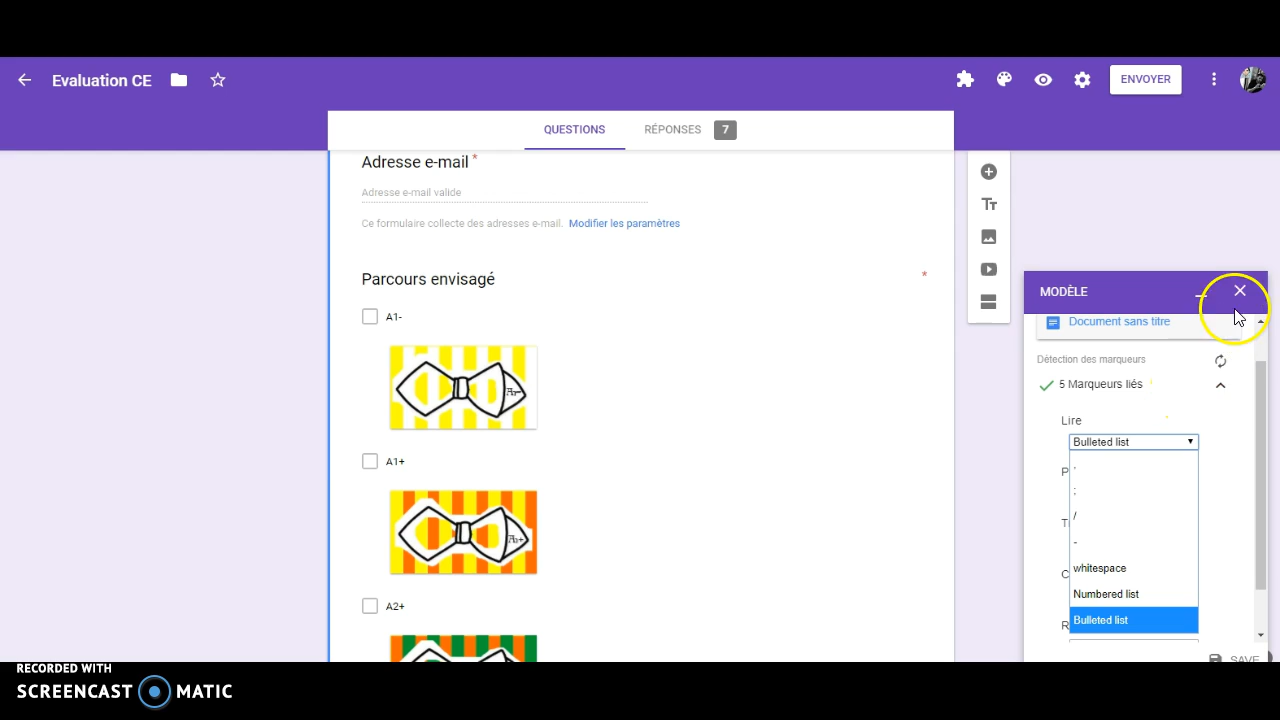 Evaluation CE
ENVOYER
QUESTIONS
RÉPONSES 7
Adresse e-mail *
Adresse e-mail valide
Ce formulaire collecte des adresses e-mail. Modifier les paramètres
Parcours envisagé *
A1-
A1+
A1+
A2+
MODÈLE
Document sans titre
Détection des marqueurs
5 Marqueurs liés
Lire
Bulleted list
,
;
/
-
whitespace
Numbered list
Bulleted list
SAVE
RECORDED WITH
SCREENCAST MATIC